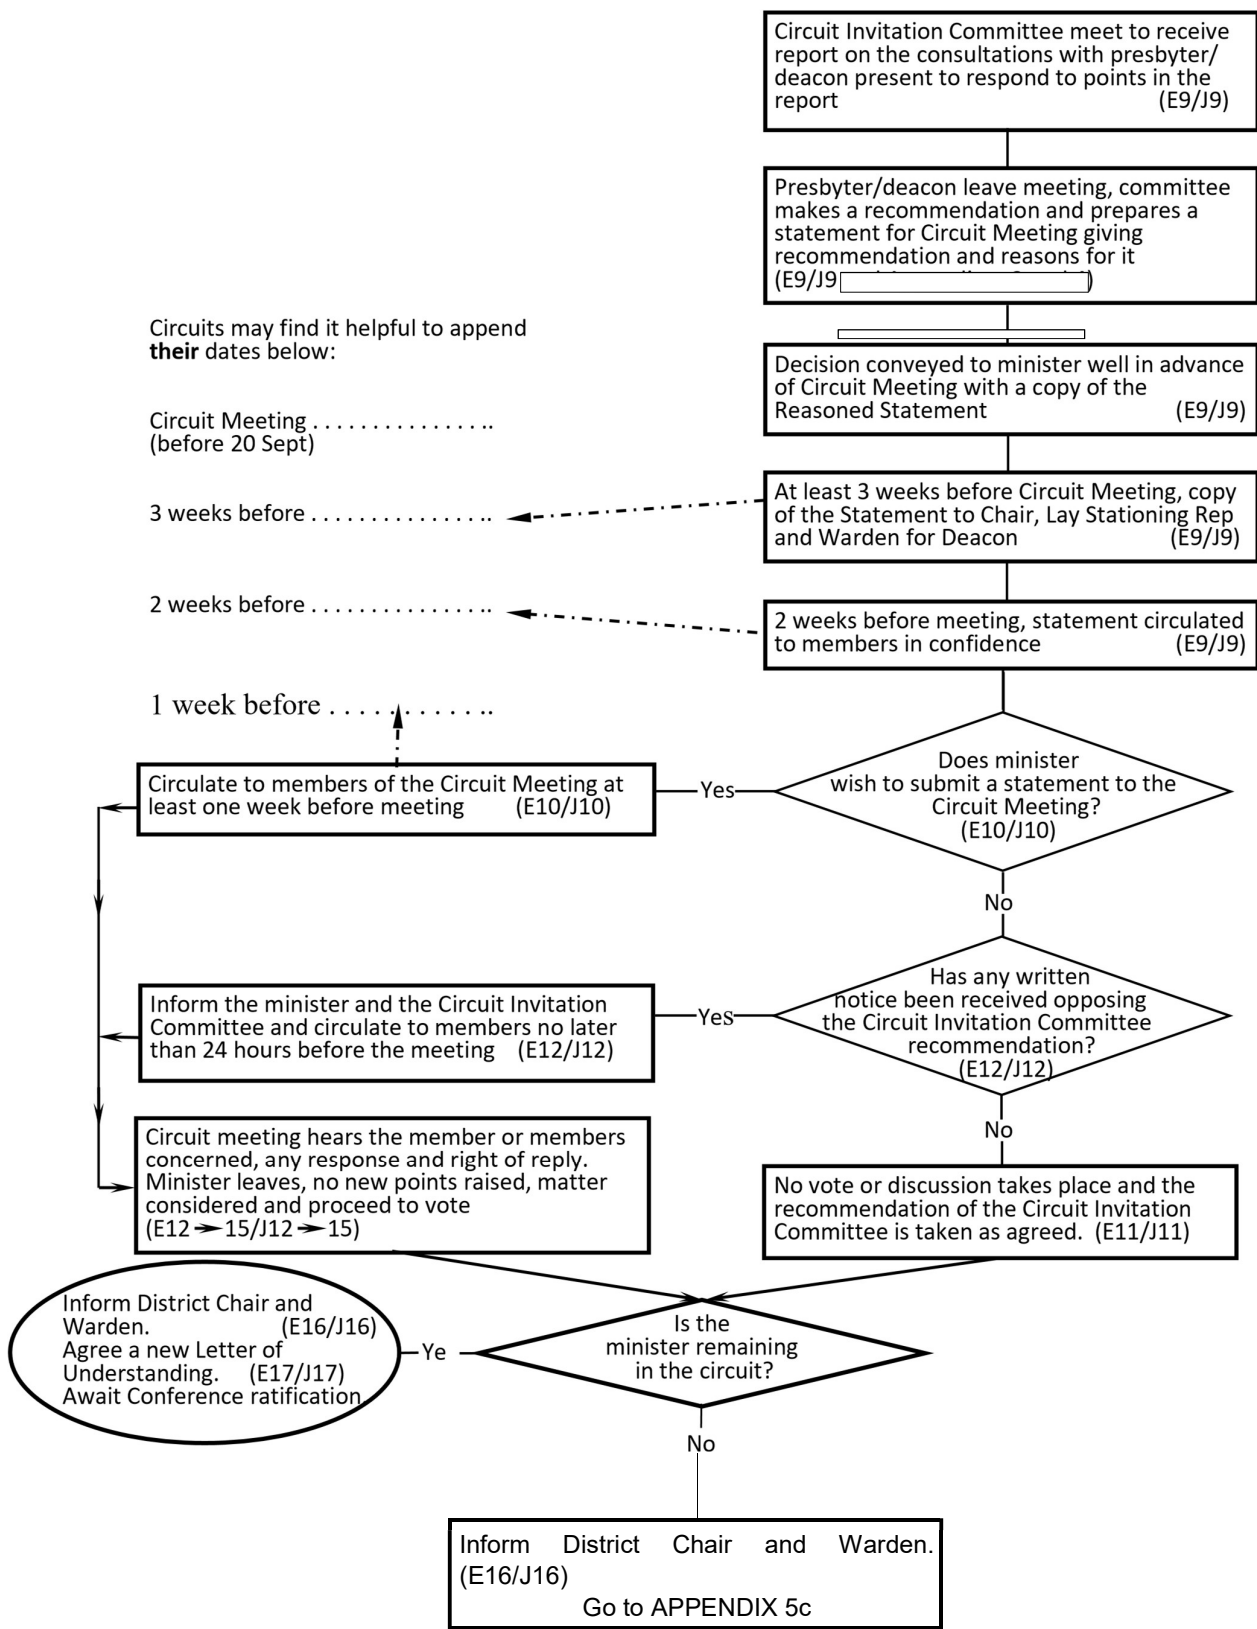 Circuit Invitation Committee meet to receive
report on the consultations with presbyter/
deacon present to respond to points in the
report (E9/J9)
Presbyter/deacon leave meeting, committee
makes a recommendation and prepares a
statement for Circuit Meeting giving
recommendation and reasons for it
(E9/J9
Circuits may find it helpful to append
their dates below:
Decision conveyed to minister well in advance
of Circuit Meeting with a copy of the
Reasoned Statement (E9/J9)
Circuit Meeting . . . . . . . . . . . . . . ..
(before 20 Sept)
At least 3 weeks before Circuit Meeting, copy
of the Statement to Chair, Lay Stationing Rep
and Warden for Deacon (E9/J9)
3 weeks before . . . . . . . . . . . . . . ..
2 weeks before . . . . . . . . . . . . . . ..
2 weeks before meeting, statement circulated
to members in confidence (E9/J9)
1 week before . . . . . . . . . . ..
Does minister
wish to submit a statement to the
Circuit Meeting?
(E10/J10)
Yes
Circulate to members of the Circuit Meeting at
least one week before meeting (E10/J10)
No
Has any written
notice been received opposing
the Circuit Invitation Committee
recommendation?
(E12/J12)
Yes
Inform the minister and the Circuit Invitation
Committee and circulate to members no later
than 24 hours before the meeting (E12/J12)
No
Circuit meeting hears the member or members
concerned, any response and right of reply.
Minister leaves, no new points raised, matter
considered and proceed to vote
(E12 → 15/J12 → 15)
No vote or discussion takes place and the
recommendation of the Circuit Invitation
Committee is taken as agreed. (E11/J11)
Is the
minister remaining
in the circuit?
Ye
Inform District Chair and
Warden. (E16/J16)
Agree a new Letter of
Understanding. (E17/J17)
Await Conference ratification
No
Inform District Chair and Warden.
(E16/J16)
Go to APPENDIX 5c